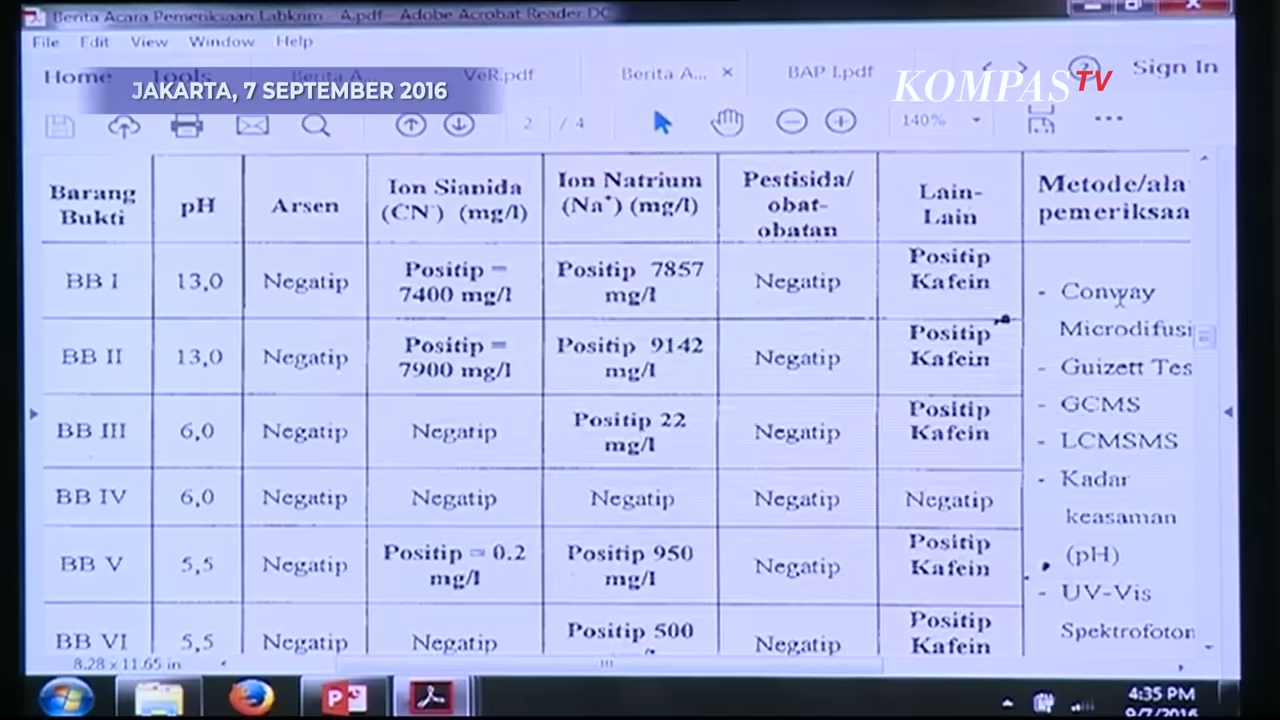 Berita Acara Pemeriksaan Labkrim - A.pdf - Adobe Acrobat Reader DC
File Edit View Window Help
Home Tools Berita A... VeR.pdf Berita A... × BAP I.pdf Sign In
JAKARTA, 7 SEPTEMBER 2016
KOMPASTV
2 / 4 140%
Barang Bukti pH Arsen Ion Sianida (CN⁻) (mg/l) Ion Natrium (Na⁺) (mg/l) Pestisida/ obat-obatan Lain-Lain Metode/ala pemeriksaa
BB I 13,0 Negatip Positip = 7400 mg/l Positip 7857 mg/l Negatip Positip Kafein
BB II 13,0 Negatip Positip = 7900 mg/l Positip 9142 mg/l Negatip Positip Kafein
BB III 6,0 Negatip Negatip Positip 22 mg/l Negatip Positip Kafein
BB IV 6,0 Negatip Negatip Negatip Negatip Negatip
BB V 5,5 Negatip Positip = 0.2 mg/l Positip 950 mg/l Negatip Positip Kafein
BB VI 5,5 Negatip Negatip Positip 500 Negatip Positip Kafein
- Conway
Microdifusi
- Guizett Tes
- GCMS
- LCMSMS
- Kadar
keasaman
(pH)
- UV-Vis
Spektrofoton
8.28 x 11.65 in
4:35 PM
9/7/2016